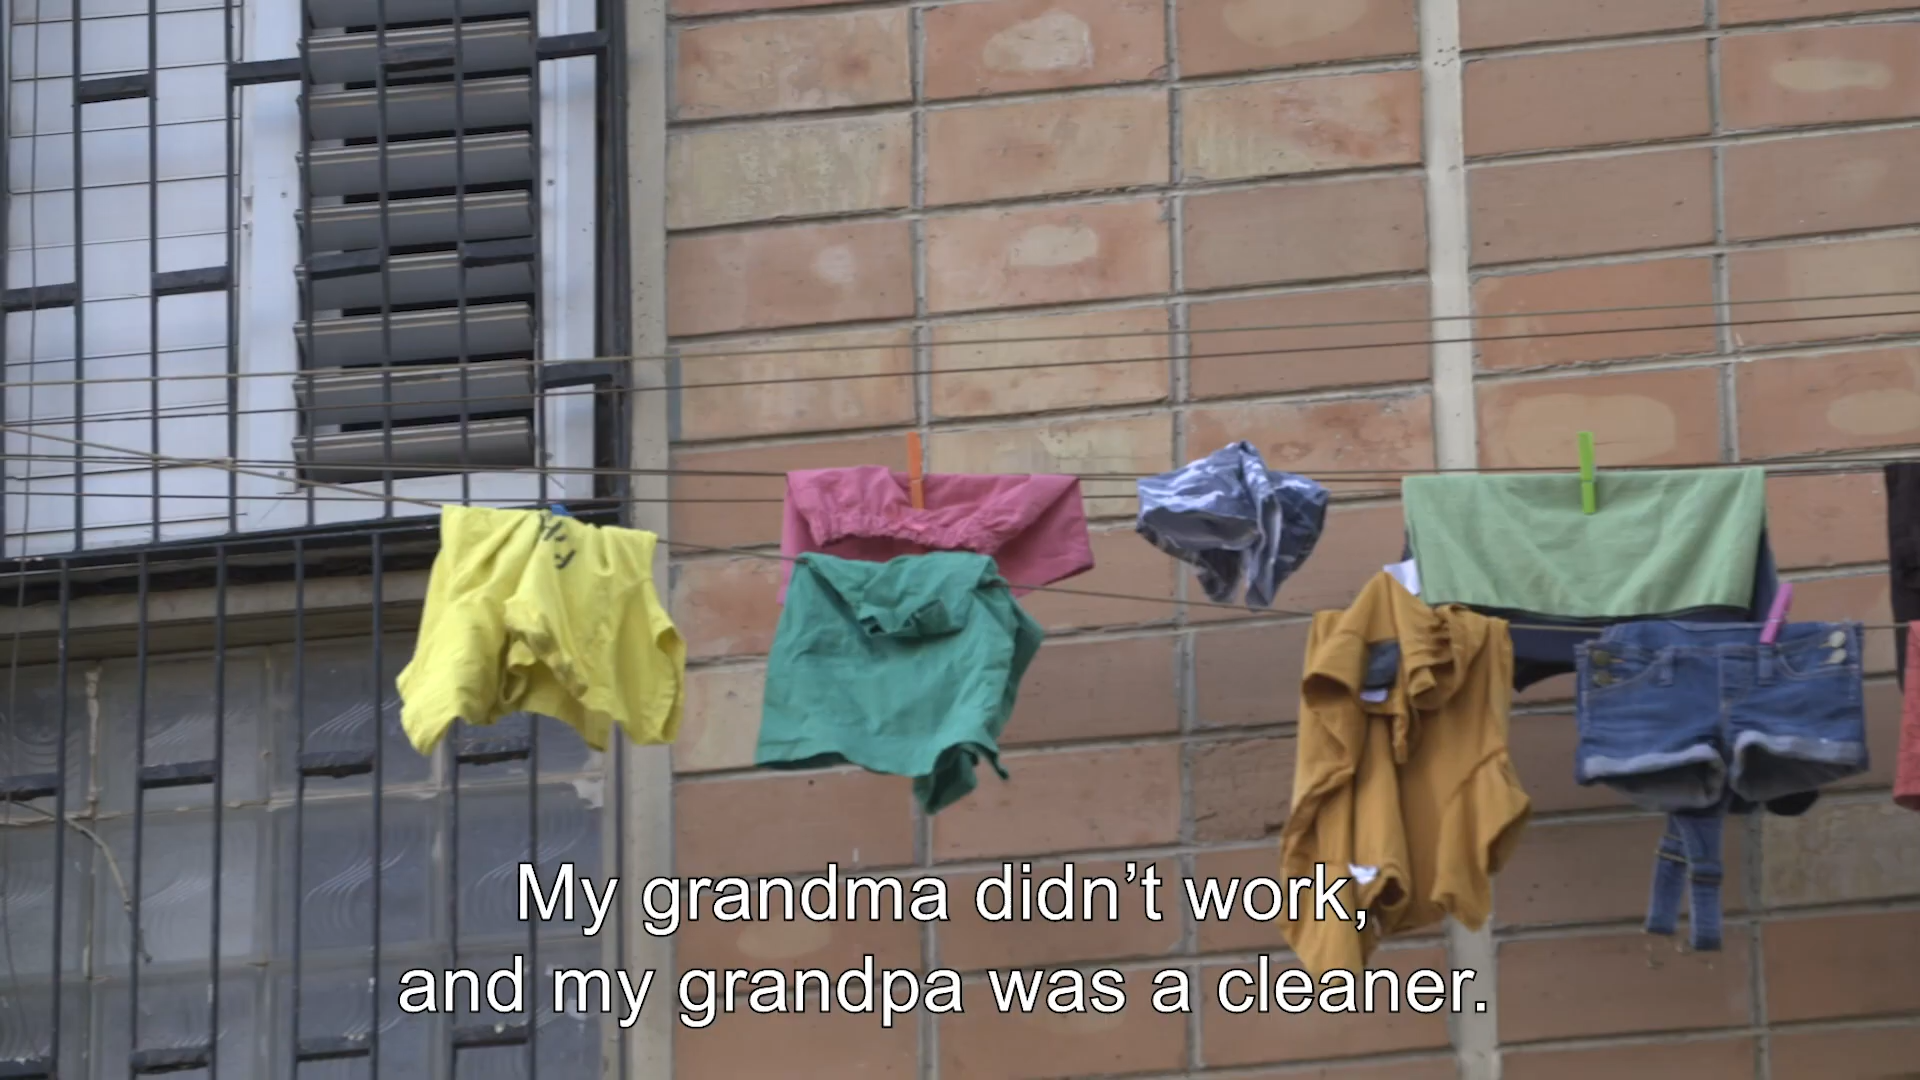 My grandma didn’t work,
and my grandpa was a cleaner.